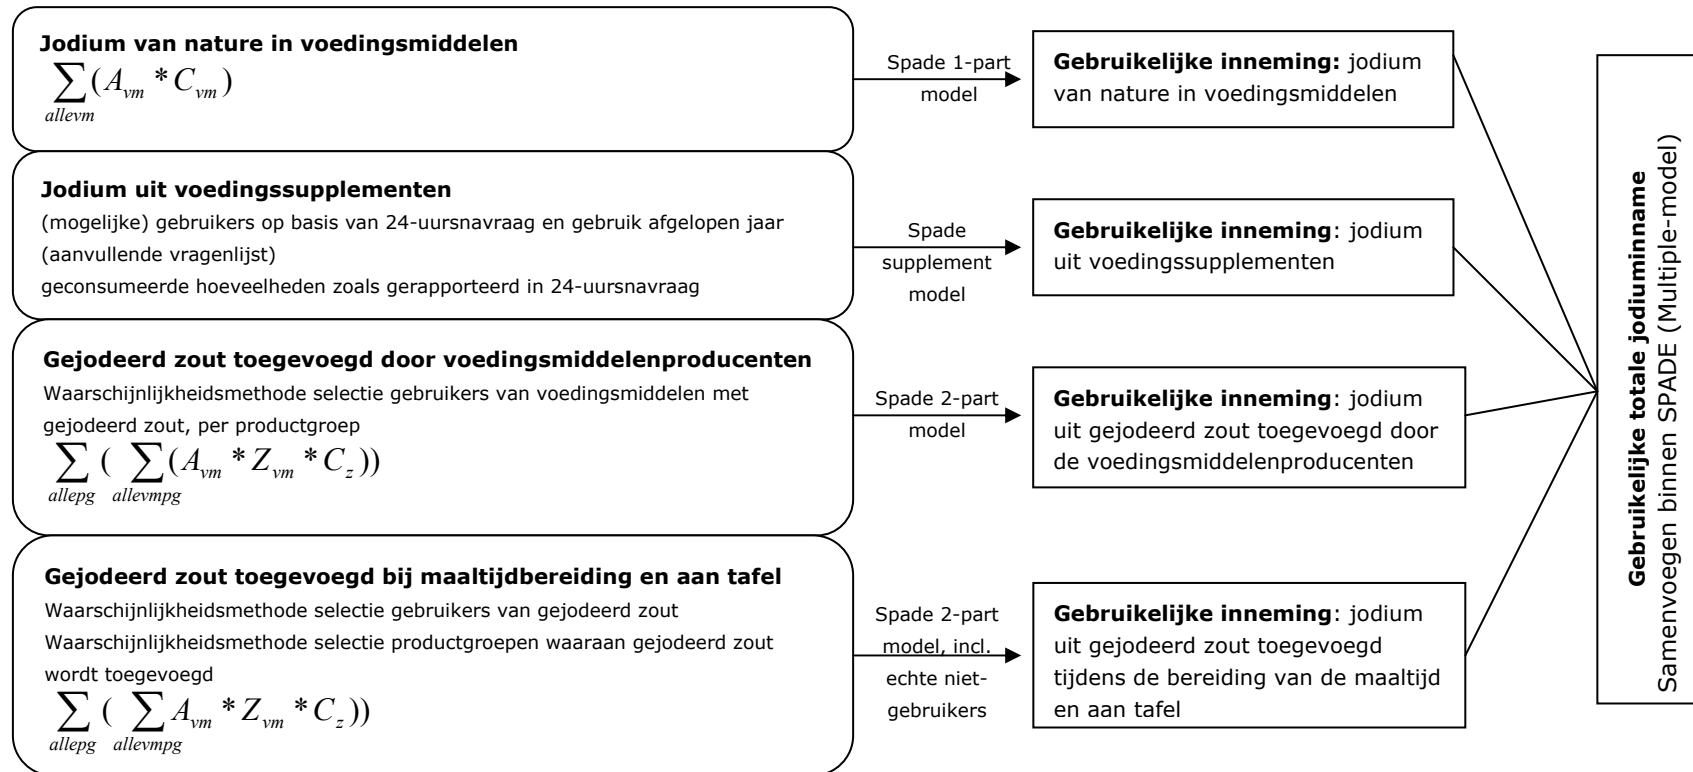 Jodium van nature in voedingsmiddelen
∑(A_vm * C_vm)
allevm
Spade 1-part
model
Gebruikelijke inneming: jodium
van nature in voedingsmiddelen
Jodium uit voedingssupplementen
(mogelijke) gebruikers op basis van 24-uursnavraag en gebruik afgelopen jaar
(aanvullende vragenlijst)
geconsumeerde hoeveelheden zoals gerapporteerd in 24-uursnavraag
Spade
supplement
model
Gebruikelijke inneming: jodium
uit voedingssupplementen
Gejodeerd zout toegevoegd door voedingsmiddelenproducenten
Waarschijnlijkheidsmethode selectie gebruikers van voedingsmiddelen met
gejodeerd zout, per productgroep
∑ ( ∑(A_vm * Z_vm * C_z))
allepg allevmpg
Spade 2-part
model
Gebruikelijke inneming: jodium
uit gejodeerd zout toegevoegd door
de voedingsmiddelenproducenten
Gejodeerd zout toegevoegd bij maaltijdbereiding en aan tafel
Waarschijnlijkheidsmethode selectie gebruikers van gejodeerd zout
Waarschijnlijkheidsmethode selectie productgroepen waaraan gejodeerd zout
wordt toegevoegd
∑ ( ∑ A_vm * Z_vm * C_z))
allepg allevmpg
Spade 2-part
model, incl.
echte niet-
gebruikers
Gebruikelijke inneming: jodium
uit gejodeerd zout toegevoegd
tijdens de bereiding van de maaltijd
en aan tafel
Gebruikelijke totale jodiuminname
Samenvoegen binnen SPADE (Multiple-model)